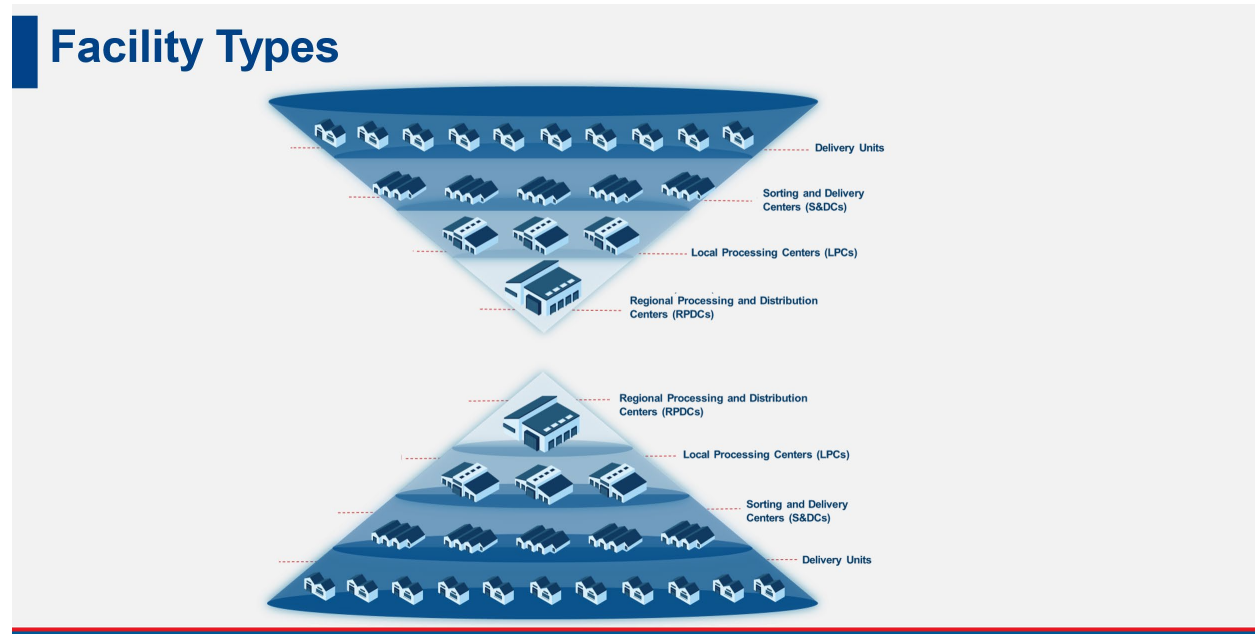 Facility Types
Delivery Units
Sorting and Delivery
Centers (S&DCs)
Local Processing Centers (LPCs)
Regional Processing and Distribution
Centers (RPDCs)
Regional Processing and Distribution
Centers (RPDCs)
Local Processing Centers (LPCs)
Sorting and Delivery
Centers (S&DCs)
Delivery Units